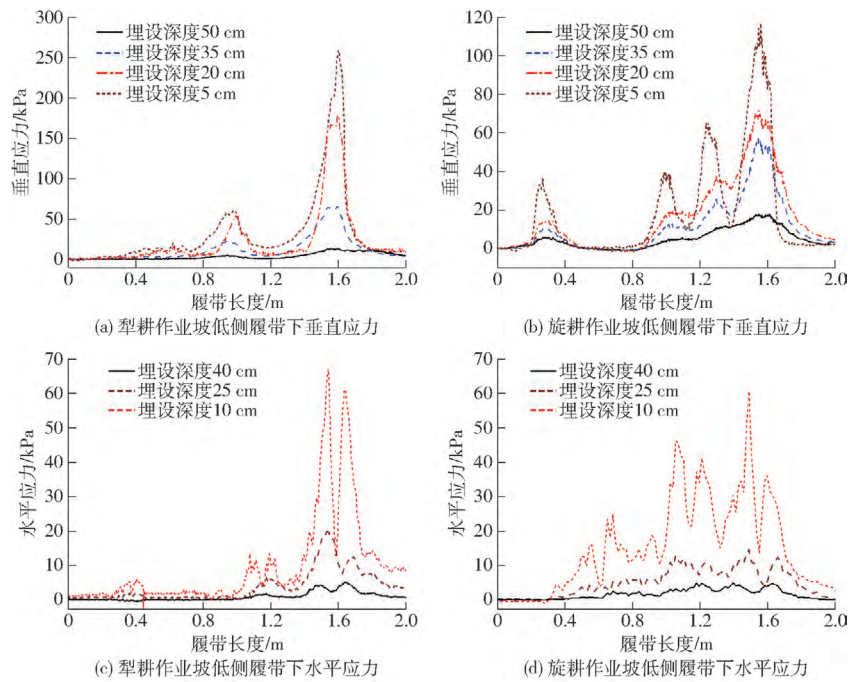 300
250
200
150
100
50
0
垂直应力/kPa
埋设深度50 cm
埋设深度35 cm
埋设深度20 cm
埋设深度5 cm
0 0.4 0.8 1.2 1.6 2.0
履带长度/m
(a) 犁耕作业坡低侧履带下垂直应力
120
100
80
60
40
20
0
垂直应力/kPa
埋设深度50 cm
埋设深度35 cm
埋设深度20 cm
埋设深度5 cm
0 0.4 0.8 1.2 1.6 2.0
履带长度/m
(b) 旋耕作业坡低侧履带下垂直应力
70
60
50
40
30
20
10
0
水平应力/kPa
埋设深度40 cm
埋设深度25 cm
埋设深度10 cm
0 0.4 0.8 1.2 1.6 2.0
履带长度/m
(c) 犁耕作业坡低侧履带下水平应力
70
60
50
40
30
20
10
0
水平应力/kPa
埋设深度40 cm
埋设深度25 cm
埋设深度10 cm
0 0.4 0.8 1.2 1.6 2.0
履带长度/m
(d) 旋耕作业坡低侧履带下水平应力